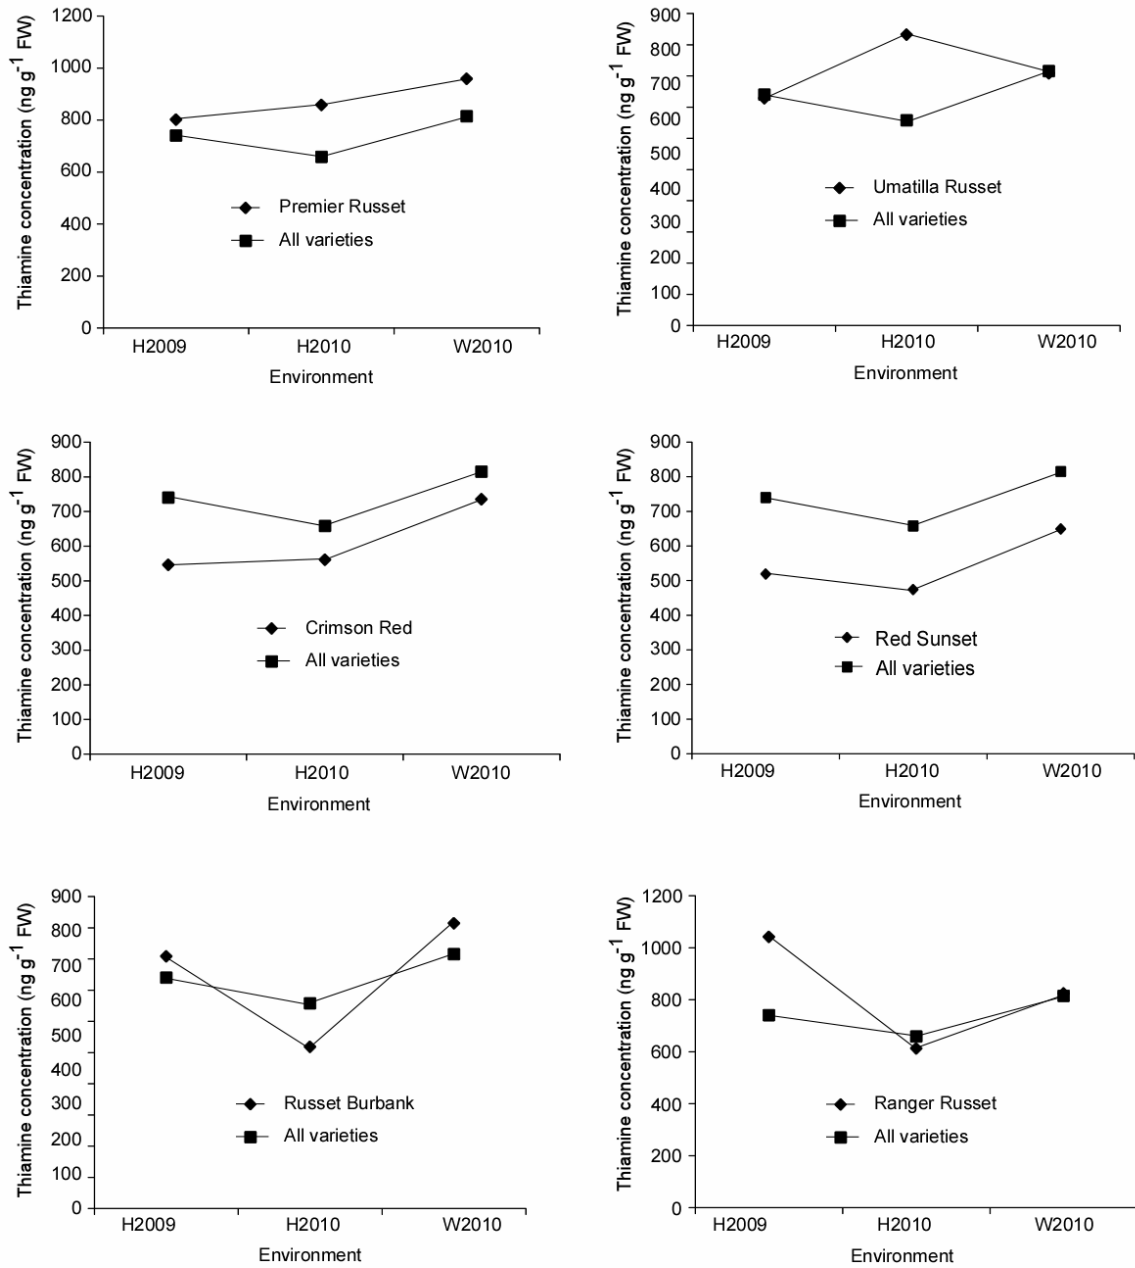 Thiamine concentration (ng g⁻¹ FW)
1200
1000
800
600
400
200
0
Premier Russet
All varieties
H2009 H2010 W2010
Environment
Thiamine concentration (ng g⁻¹ FW)
900
800
700
600
500
400
300
200
100
0
Umatilla Russet
All varieties
H2009 H2010 W2010
Environment
Thiamine concentration (ng g⁻¹ FW)
900
800
700
600
500
400
300
200
100
0
Crimson Red
All varieties
H2009 H2010 W2010
Environment
Thiamine concentration (ng g⁻¹ FW)
900
800
700
600
500
400
300
200
100
0
Red Sunset
All varieties
H2009 H2010 W2010
Environment
Thiamine concentration (ng g⁻¹ FW)
900
800
700
600
500
400
300
200
100
0
Russet Burbank
All varieties
H2009 H2010 W2010
Environment
Thiamine concentration (ng g⁻¹ FW)
1200
1000
800
600
400
200
0
Ranger Russet
All varieties
H2009 H2010 W2010
Environment